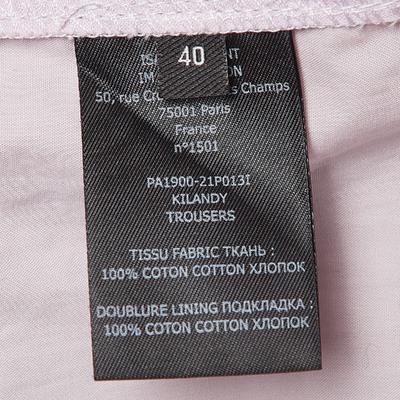 40
50, rue Champs
75001 Paris
France
n°1501
PA1900-21P013I
KILANDY
TROUSERS
TISSU FABRIC ТКАНЬ :
100% COTON COTTON ХЛОПОК
DOUBLURE LINING ПОДКЛАДКА :
100% COTON COTTON ХЛОПОК